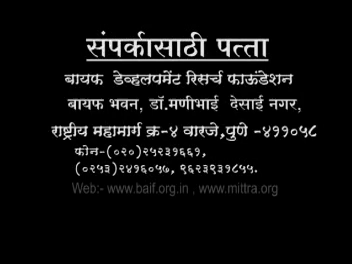 संपर्कासाठी पत्ता
बायफ डेव्हलपमेंट रिसर्च फाऊंडेशन
बायफ भवन, डॉ.मणीभाई देसाई नगर,
राष्ट्रीय महामार्ग क्र-४ वारजे,पुणे -४११०५८
फोन-(०२०)२५२३१६६१,
(०२५३)२४१६०५७, ९६२३९३१८५५.
Web:- www.baif.org.in , www.mittra.org